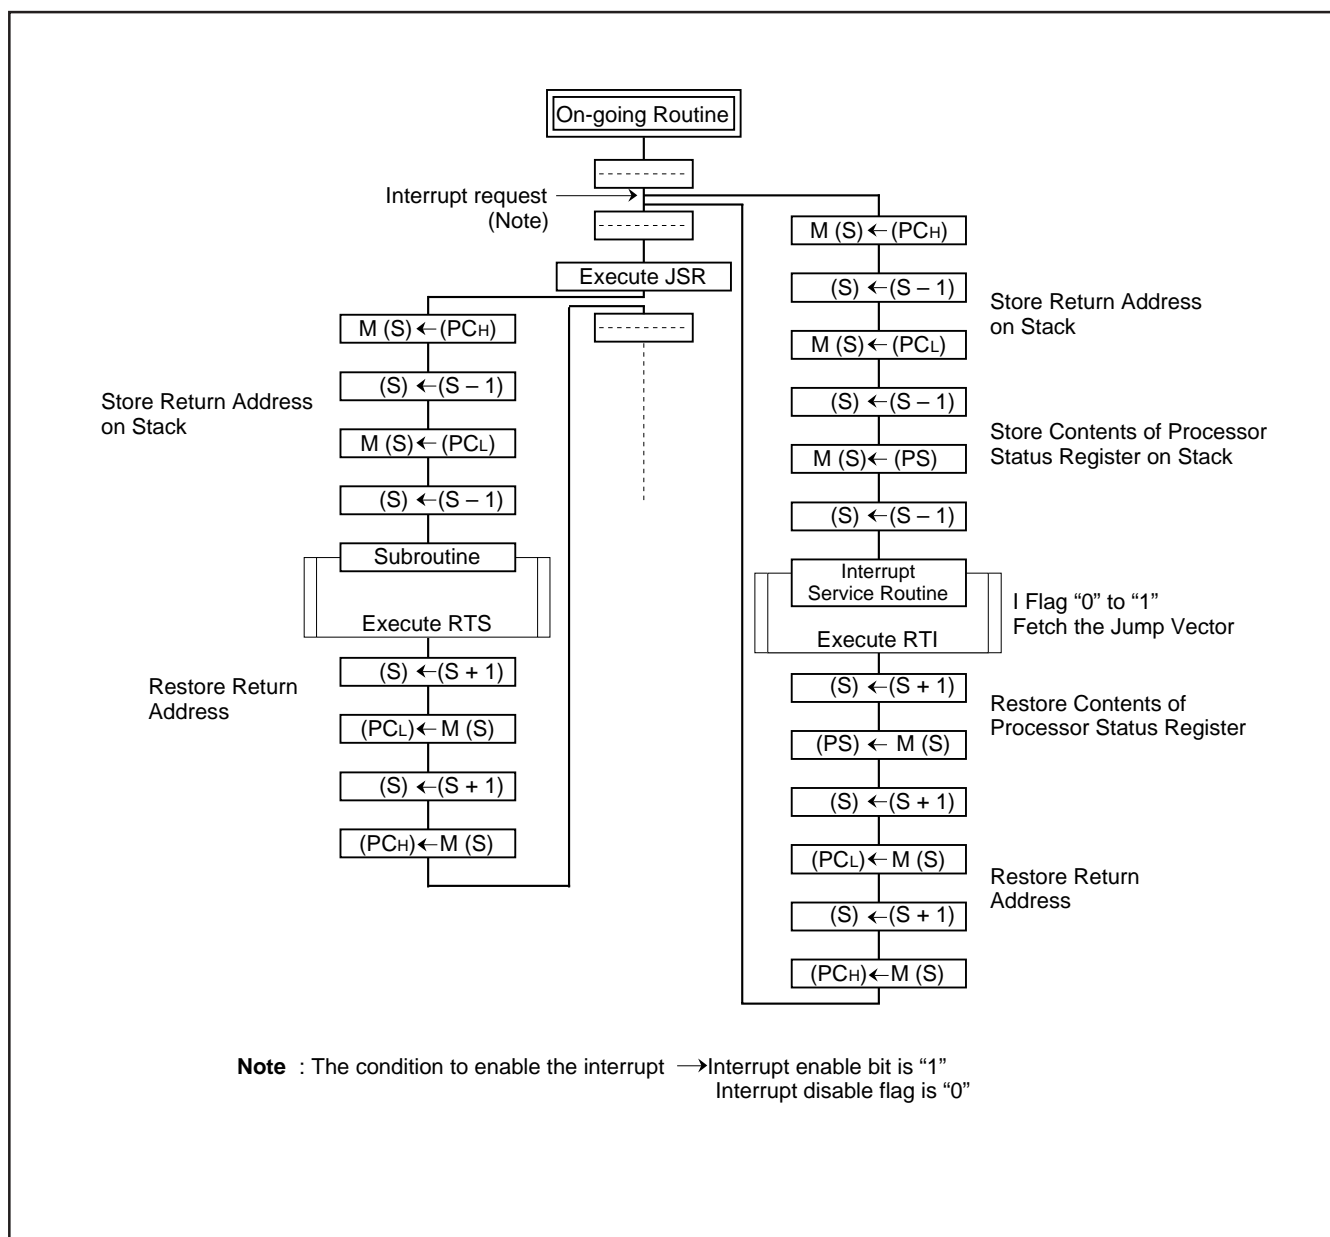 On-going Routine
Interrupt request
(Note)
Execute JSR
M (S) ← (PCH)
(S) ← (S – 1)
M (S) ← (PCL)
(S) ← (S – 1)
Store Return Address
on Stack
Subroutine
Execute RTS
(S) ← (S + 1)
(PCL) ← M (S)
(S) ← (S + 1)
(PCH) ← M (S)
Restore Return
Address
M (S) ← (PCH)
(S) ← (S – 1)
M (S) ← (PCL)
(S) ← (S – 1)
M (S) ← (PS)
(S) ← (S – 1)
Store Return Address
on Stack
Store Contents of Processor
Status Register on Stack
Interrupt
Service Routine
Execute RTI
I Flag “0” to “1”
Fetch the Jump Vector
(S) ← (S + 1)
(PS) ← M (S)
(S) ← (S + 1)
(PCL) ← M (S)
(S) ← (S + 1)
(PCH) ← M (S)
Restore Contents of
Processor Status Register
Restore Return
Address
Note : The condition to enable the interrupt → Interrupt enable bit is “1”
Interrupt disable flag is “0”